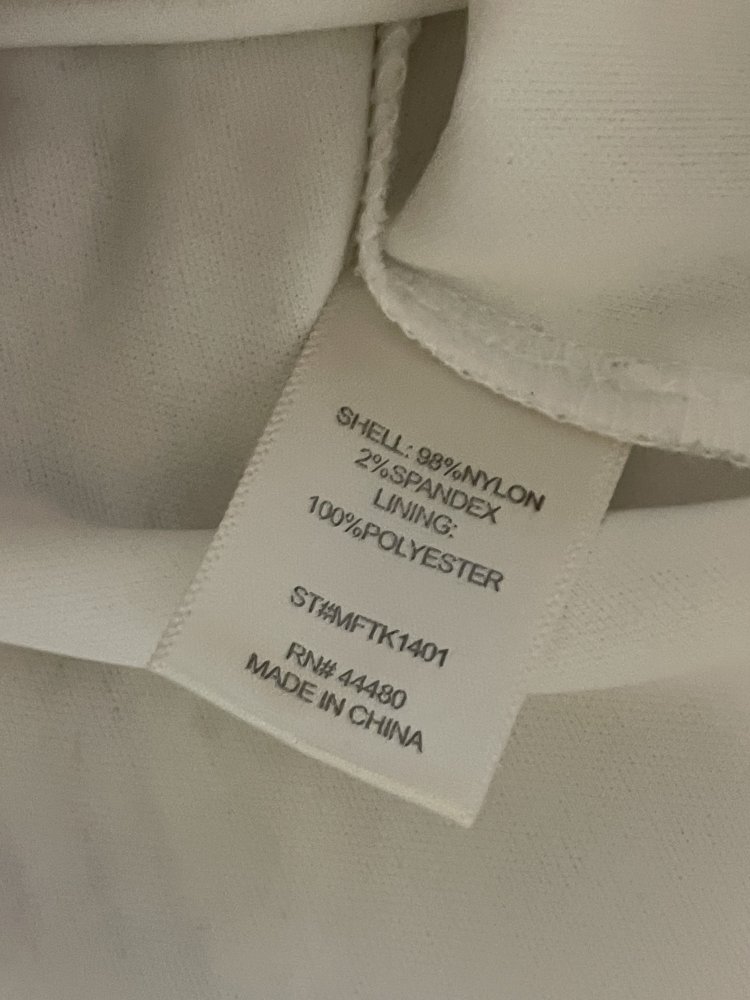 SHELL: 98%NYLON
2%SPANDEX
LINING:
100%POLYESTER
ST#MFTK1401
RN# 44480
MADE IN CHINA